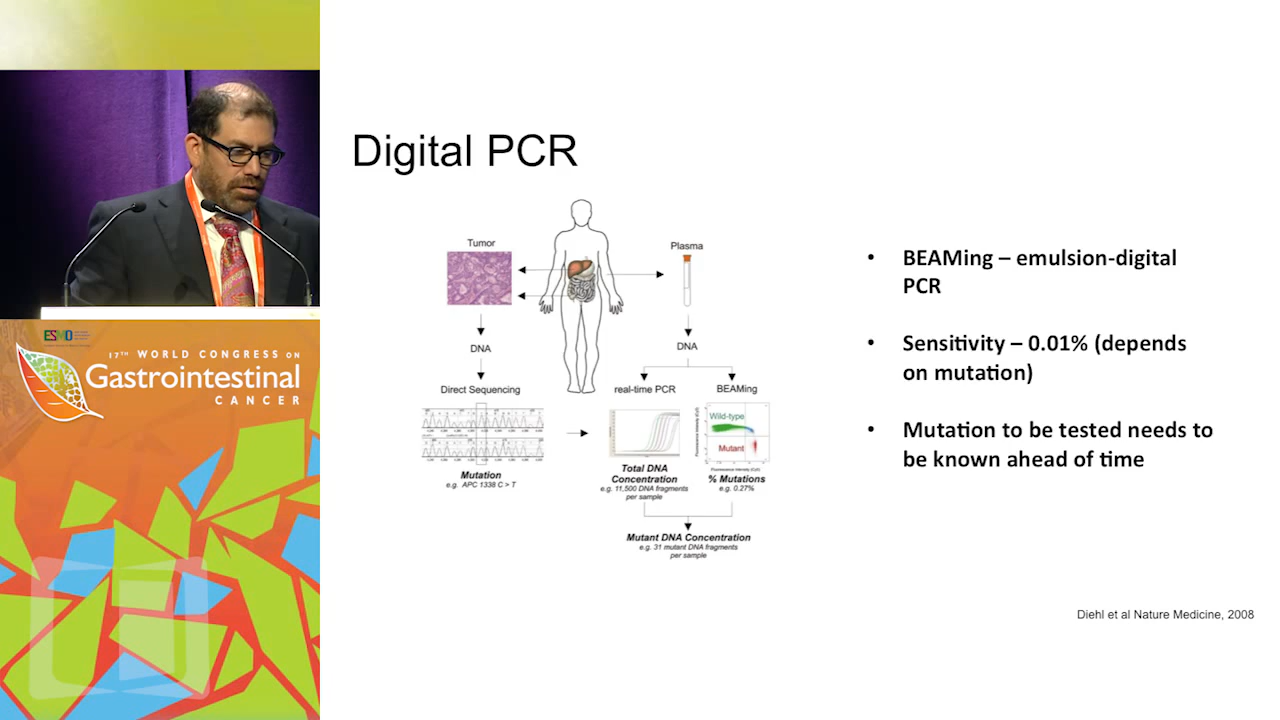 ESMO
17TH WORLD CONGRESS ON
Gastrointestinal
CANCER
Digital PCR
Tumor
Plasma
DNA
DNA
Direct Sequencing
real-time PCR
BEAMing
Wild-type
Mutant
Mutation
e.g. APC 1338 C > T
Total DNA
Concentration
e.g. 11,500 DNA fragments
per sample
% Mutations
e.g. 0.27%
Mutant DNA Concentration
e.g. 31 mutant DNA fragments
per sample
• BEAMing – emulsion-digital
PCR
• Sensitivity – 0.01% (depends
on mutation)
• Mutation to be tested needs to
be known ahead of time
Diehl et al Nature Medicine, 2008